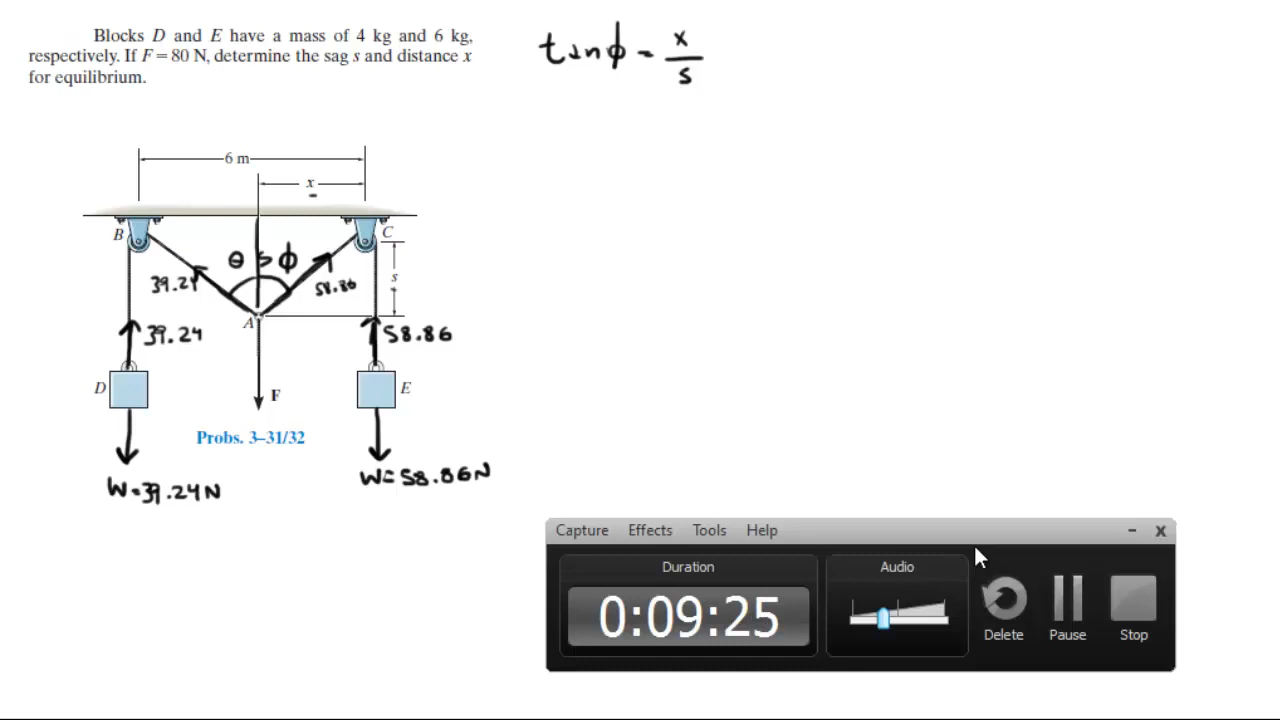 Blocks D and E have a mass of 4 kg and 6 kg,
respectively. If F = 80 N, determine the sag s and distance x
for equilibrium.
tanϕ = x
s
6 m
x
B
C
θ s ϕ
39.24
58.86
s
A
39.24
58.86
D
F
E
Probs. 3–31/32
W=39.24N
W=58.86N
Capture Effects Tools Help
Duration
Audio
0:09:25
Delete Pause Stop